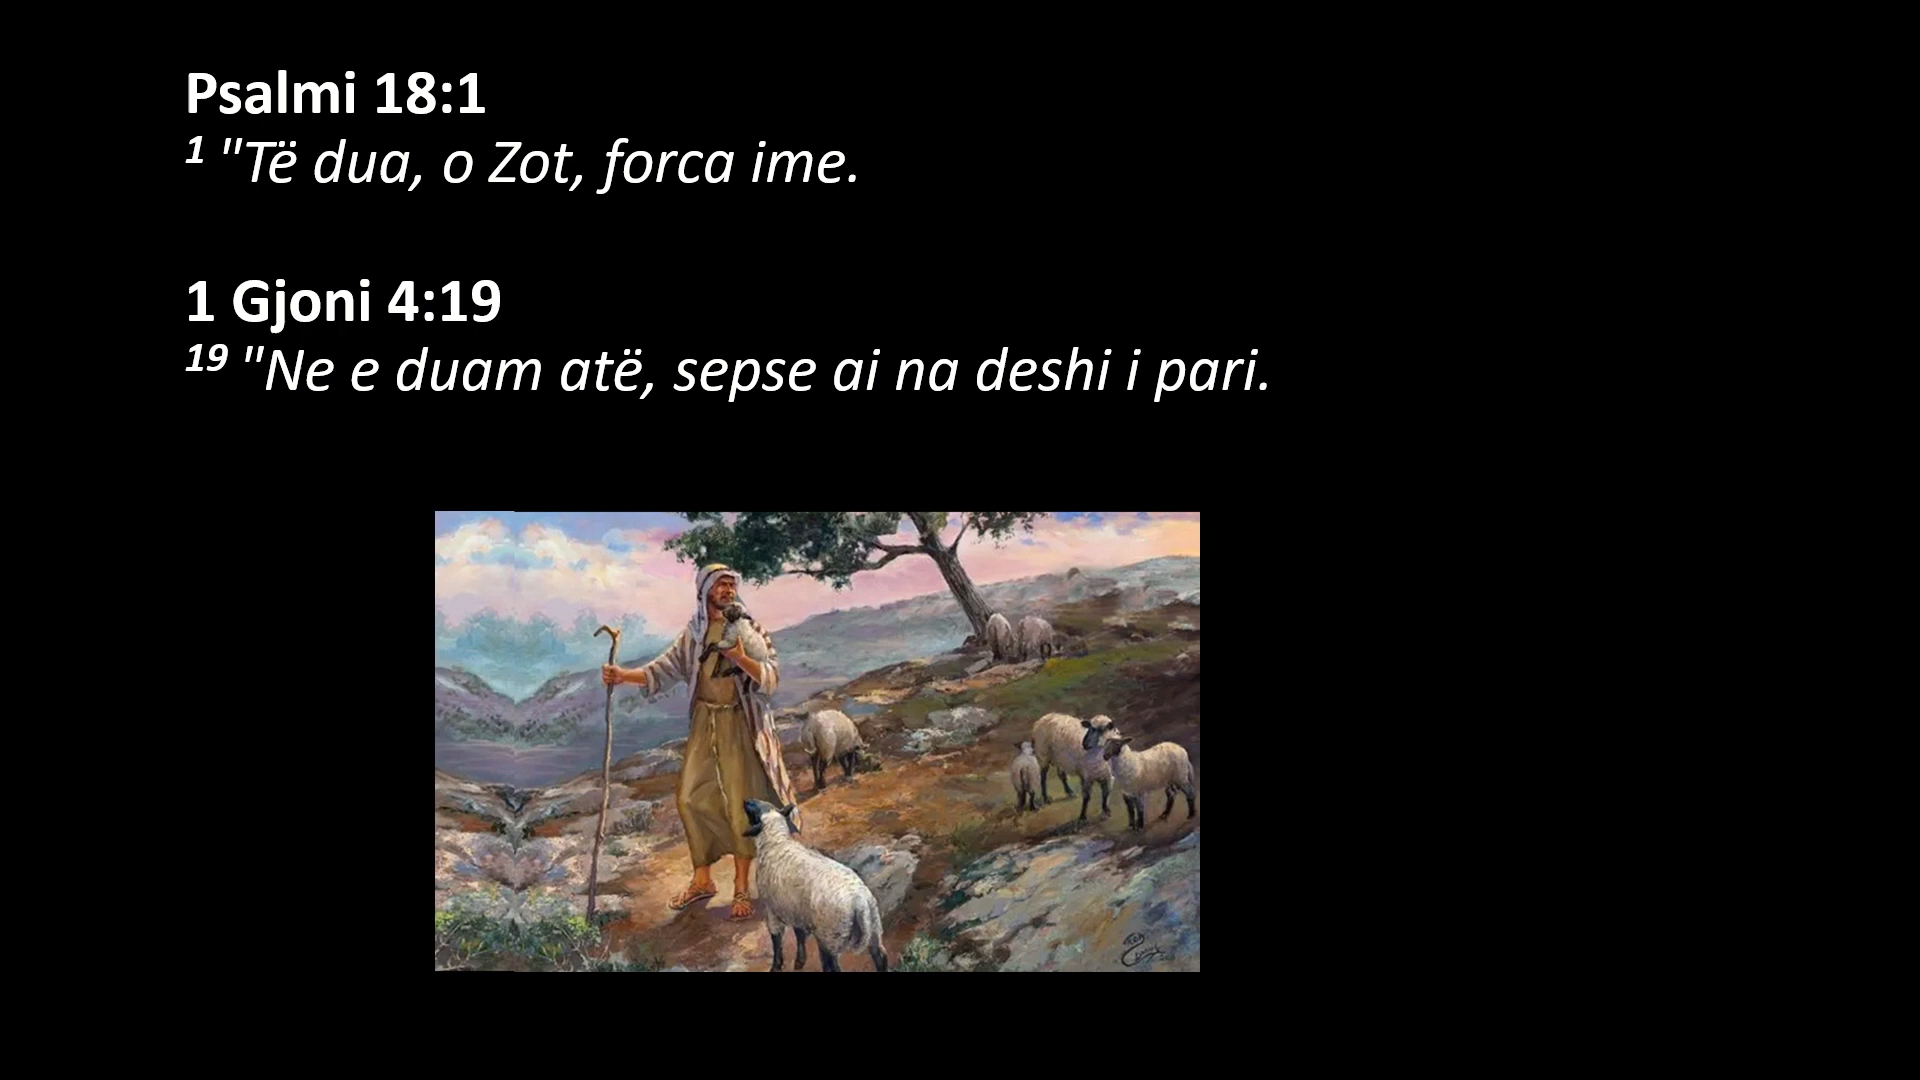 Psalmi 18:1
1 "Të dua, o Zot, forca ime.
1 Gjoni 4:19
19 "Ne e duam atë, sepse ai na deshi i pari.